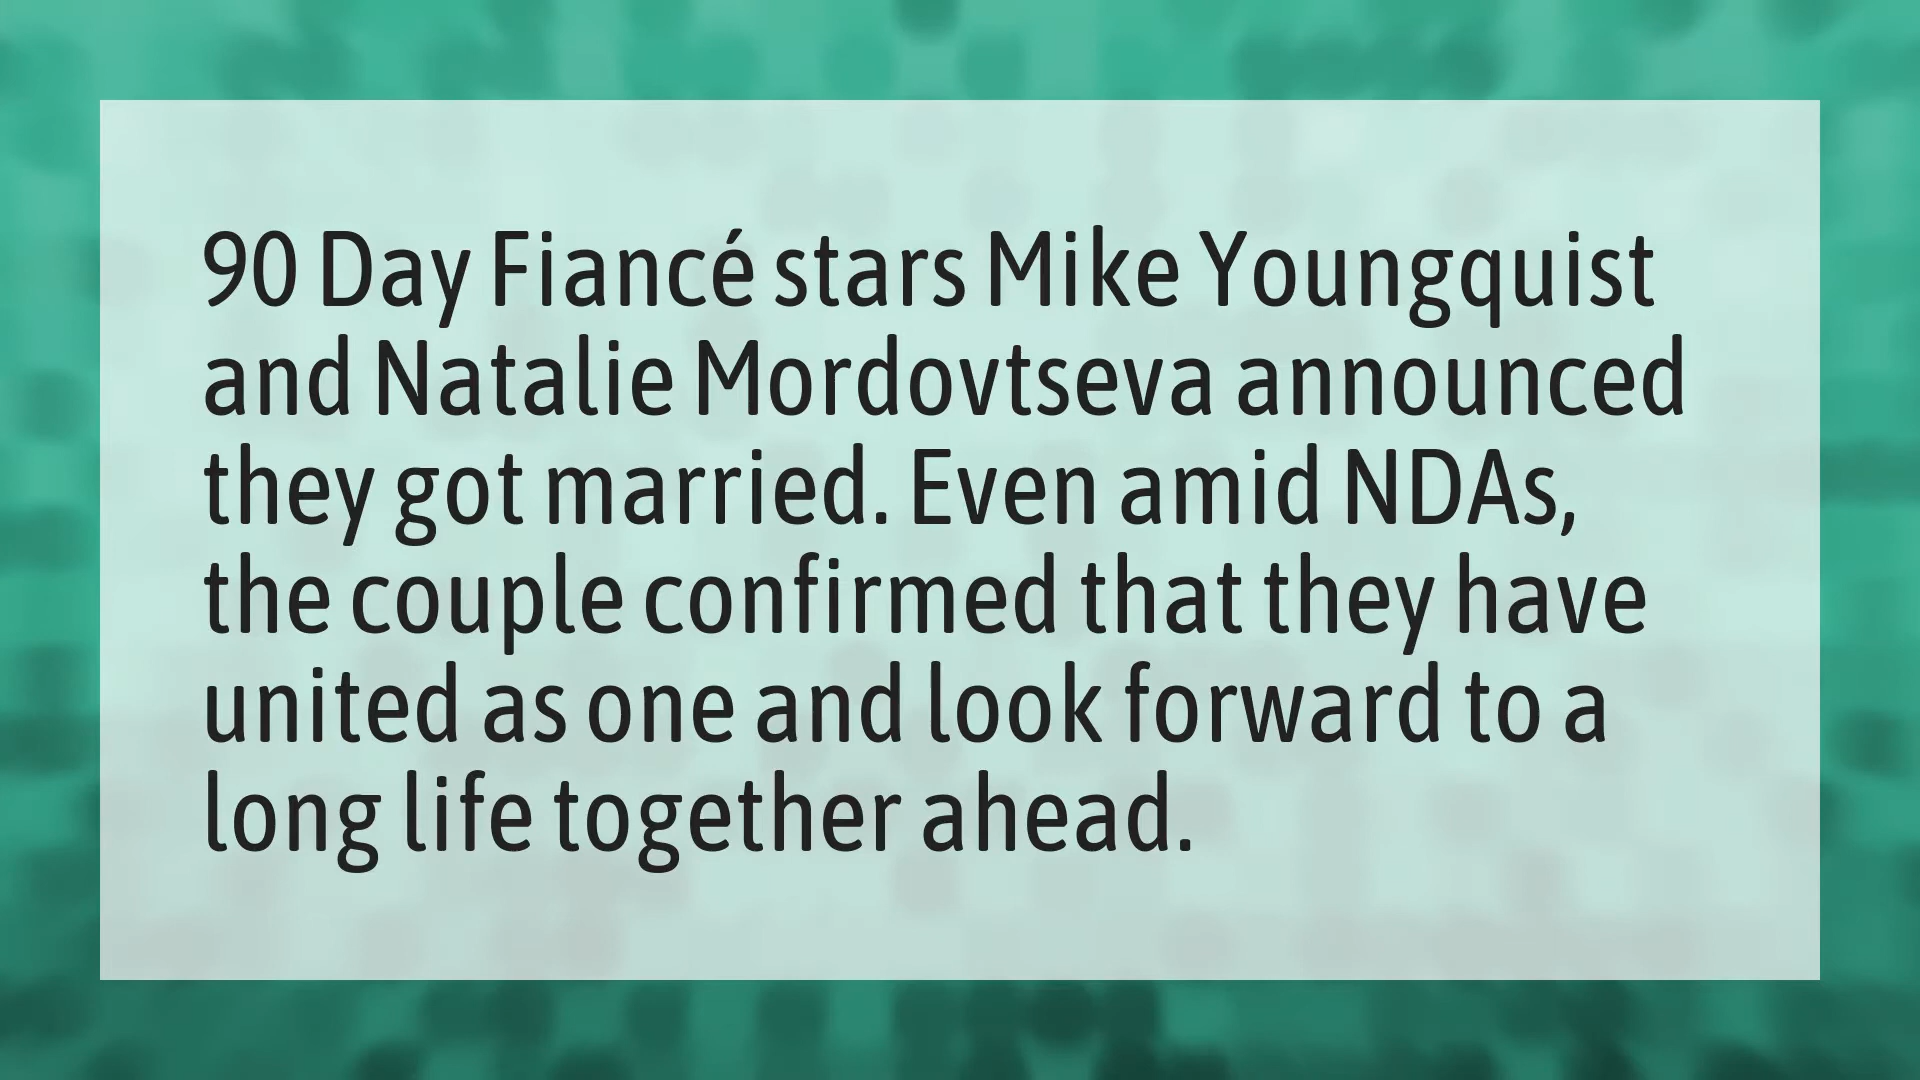 90 Day Fiancé stars Mike Youngquist
and Natalie Mordovtseva announced
they got married. Even amid NDAs,
the couple confirmed that they have
united as one and look forward to a
long life together ahead.